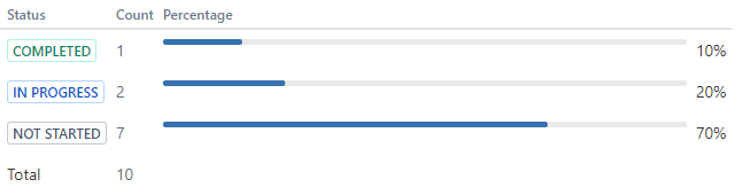 Status Count Percentage
COMPLETED 1 10%
IN PROGRESS 2 20%
NOT STARTED 7 70%
Total 10